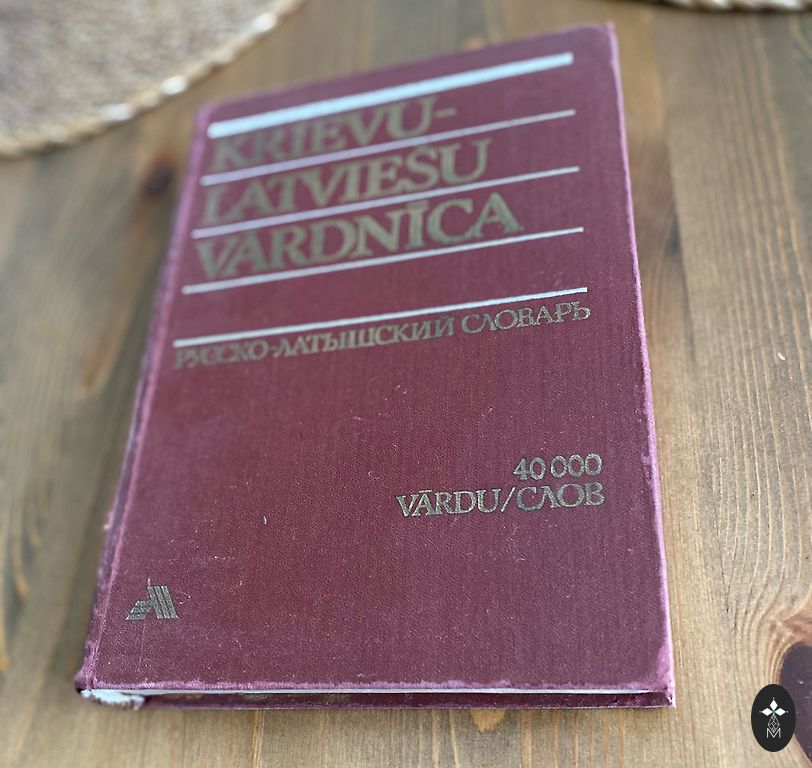 KRIEVU-
LATVIEŠU
VĀRDNĪCA
РУССКО-ЛАТЫШСКИЙ СЛОВАРЬ
40 000
VĀRDU/СЛОВ
M